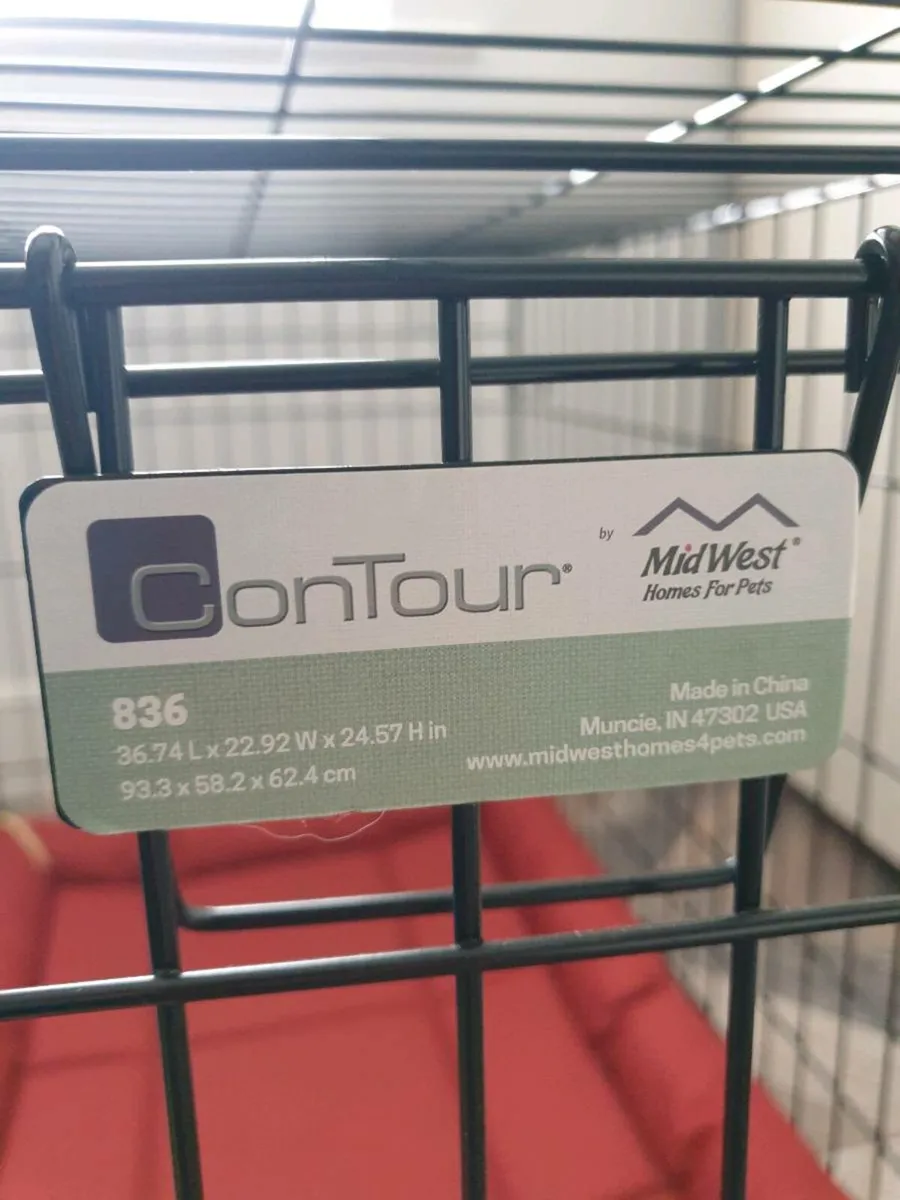 ConTour®
by
MidWest®
Homes For Pets
836
36.74 L x 22.92 W x 24.57 H in
93.3 x 58.2 x 62.4 cm
Made in China
Muncie, IN 47302 USA
www.midwesthomes4pets.com